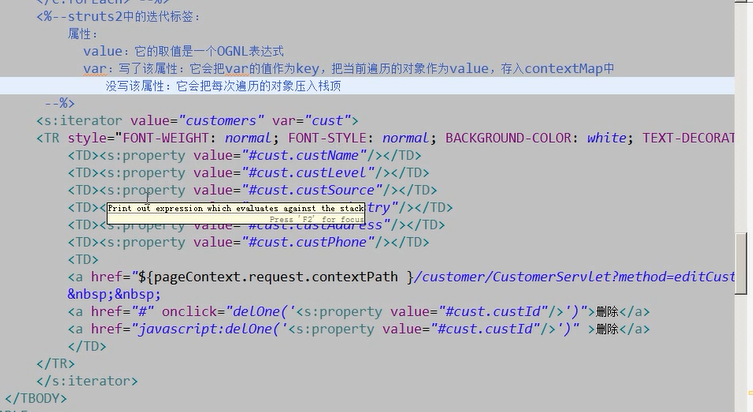 </c:forEach> --%>
<%--struts2中的迭代标签：
属性：
value：它的取值是一个OGNL表达式
var：写了该属性：它会把var的值作为key，把当前遍历的对象作为value，存入contextMap中
没写该属性：它会把每次遍历的对象压入栈顶
--%>
<s:iterator value="customers" var="cust">
<TR style="FONT-WEIGHT: normal; FONT-STYLE: normal; BACKGROUND-COLOR: white; TEXT-DECORAT
<TD><s:property value="#cust.custName"/></TD>
<TD><s:property value="#cust.custLevel"/></TD>
<TD><s:property value="#cust.custSource"/></TD>
<TD><try"/></TD>
Print out expression which evaluates against the stack
Press 'F2' for focus
<TD><s:property value="#cust.custAddress"/></TD>
<TD><s:property value="#cust.custPhone"/></TD>
<TD>
<a href="${pageContext.request.contextPath }/customer/CustomerServlet?method=editCust
&nbsp;&nbsp;
<a href="#" onclick="delOne('<s:property value="#cust.custId"/>')">删除</a>
<a href="javascript:delOne('<s:property value="#cust.custId"/>')" >删除</a>
</TD>
</TR>
</s:iterator>
</TBODY>